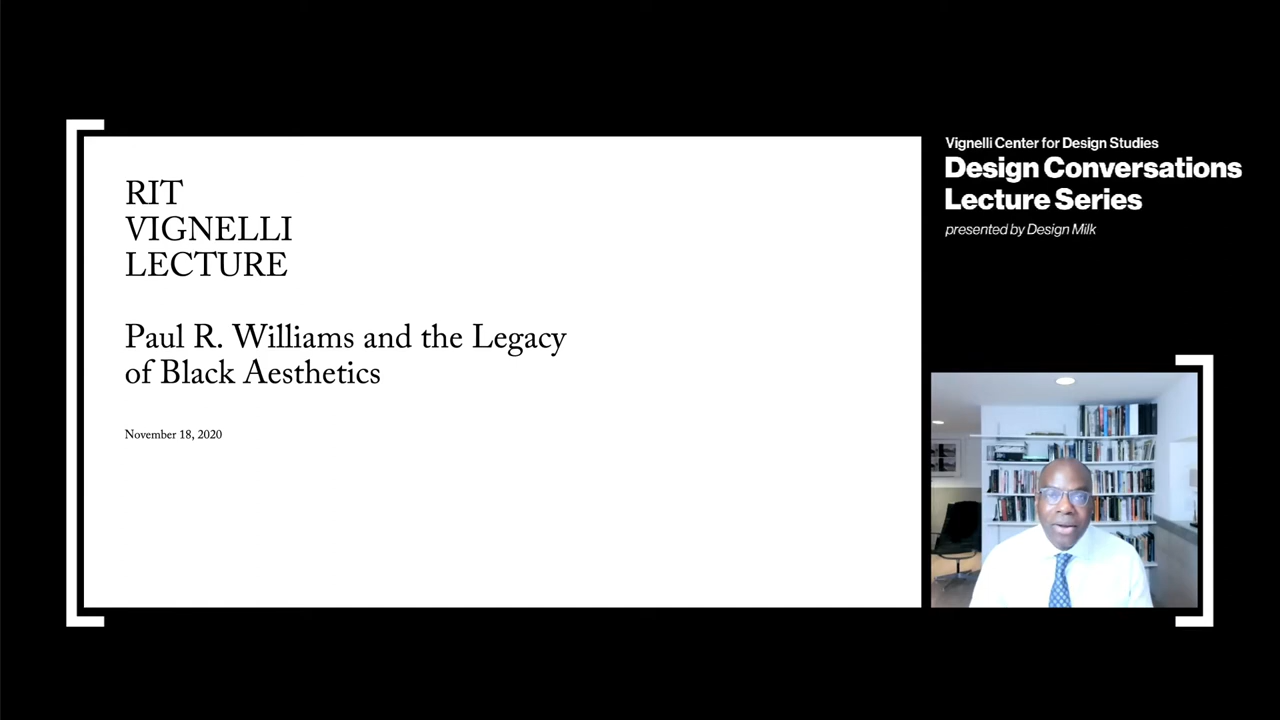 RIT
VIGNELLI
LECTURE
Paul R. Williams and the Legacy
of Black Aesthetics
November 18, 2020
Vignelli Center for Design Studies
Design Conversations
Lecture Series
presented by Design Milk